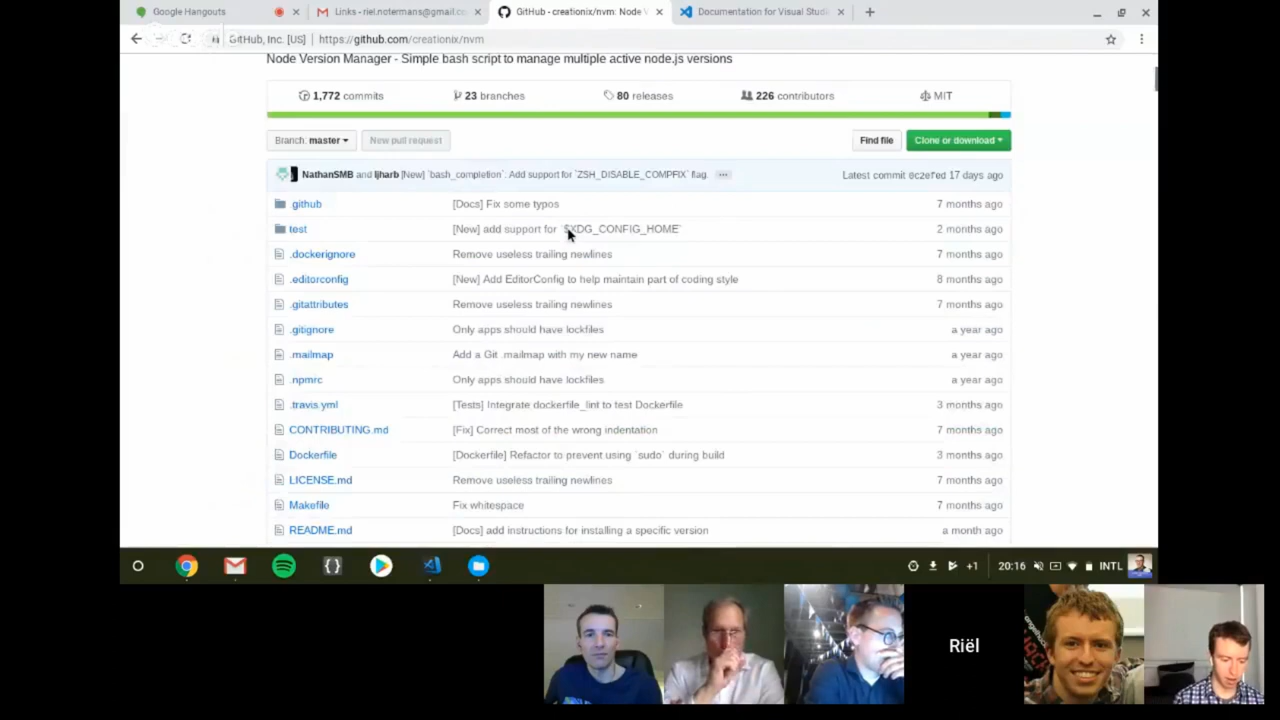 Google Hangouts
Links - riel.notermans@gmail.co
GitHub - creationix/nvm: Node V
Documentation for Visual Studi
GitHub, Inc. [US] | https://github.com/creationix/nvm
Node Version Manager - Simple bash script to manage multiple active node.js versions
1,772 commits
23 branches
80 releases
226 contributors
MIT
Branch: master
New pull request
Find file
Clone or download
NathanSMB and ljharb [New] `bash_completion`. Add support for `ZSH_DISABLE_COMPFIX` flag. ...
Latest commit 0c2efed 17 days ago
.github [Docs] Fix some typos 7 months ago
test [New] add support for `$XDG_CONFIG_HOME` 2 months ago
.dockerignore Remove useless trailing newlines 7 months ago
.editorconfig [New] Add EditorConfig to help maintain part of coding style 8 months ago
.gitattributes Remove useless trailing newlines 7 months ago
.gitignore Only apps should have lockfiles a year ago
.mailmap Add a Git .mailmap with my new name a year ago
.npmrc Only apps should have lockfiles a year ago
.travis.yml [Tests] Integrate dockerfile_lint to test Dockerfile 3 months ago
CONTRIBUTING.md [Fix] Correct most of the wrong indentation 7 months ago
Dockerfile [Dockerfile] Refactor to prevent using `sudo` during build 3 months ago
LICENSE.md Remove useless trailing newlines 7 months ago
Makefile Fix whitespace 7 months ago
README.md [Docs] add instructions for installing a specific version a month ago
+1 20:16 INTL
Riël